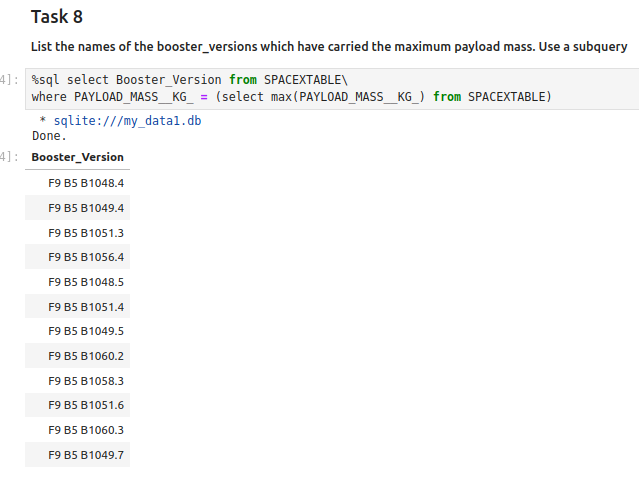 Task 8
List the names of the booster_versions which have carried the maximum payload mass. Use a subquery
4]: %sql select Booster_Version from SPACEXTABLE\
where PAYLOAD_MASS__KG_ = (select max(PAYLOAD_MASS__KG_) from SPACEXTABLE)
* sqlite:///my_data1.db
Done.
4]: Booster_Version
F9 B5 B1048.4
F9 B5 B1049.4
F9 B5 B1051.3
F9 B5 B1056.4
F9 B5 B1048.5
F9 B5 B1051.4
F9 B5 B1049.5
F9 B5 B1060.2
F9 B5 B1058.3
F9 B5 B1051.6
F9 B5 B1060.3
F9 B5 B1049.7